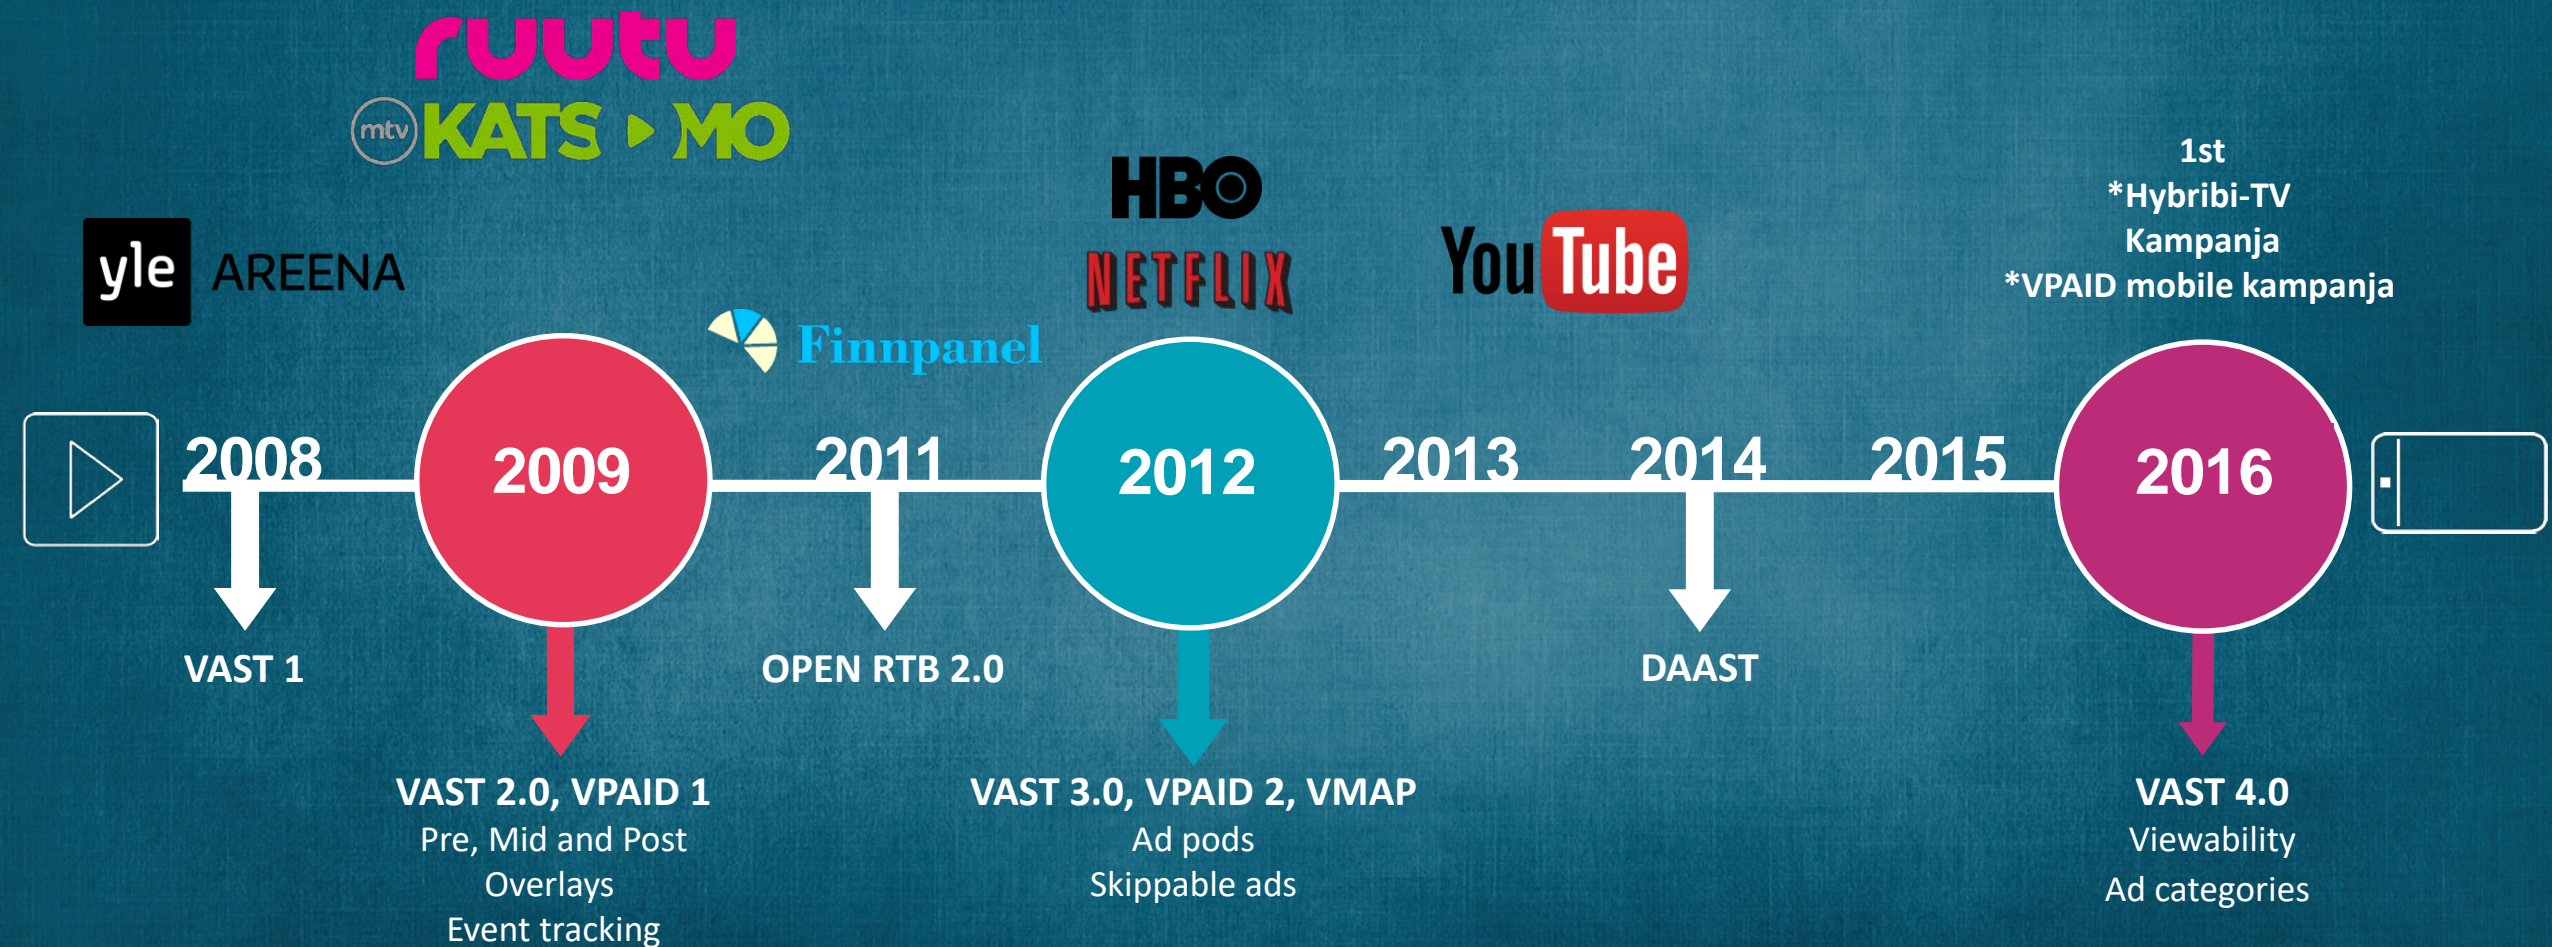 ruutu
mtv KATSOMO
yle AREENA
Finnpanel
HBO
NETFLIX
YouTube
1st
*Hybribi-TV
Kampanja
*VPAID mobile kampanja
2008
2009
2011
2012
2013
2014
2015
2016
VAST 1
OPEN RTB 2.0
DAAST
VAST 2.0, VPAID 1
Pre, Mid and Post
Overlays
Event tracking
VAST 3.0, VPAID 2, VMAP
Ad pods
Skippable ads
VAST 4.0
Viewability
Ad categories